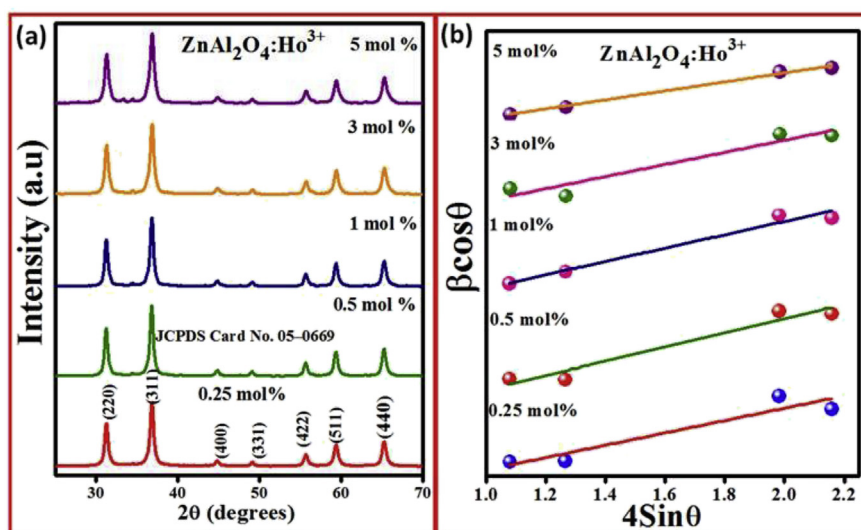 (a)
ZnAl₂O₄:Ho³⁺
5 mol %
3 mol %
1 mol %
0.5 mol %
JCPDS Card No. 05-0669
0.25 mol%
(220)
(311)
(400)
(331)
(422)
(511)
(440)
Intensity (a.u)
30 40 50 60 70
2θ (degrees)
(b)
ZnAl₂O₄:Ho³⁺
5 mol%
3 mol%
1 mol%
0.5 mol%
0.25 mol%
βcosθ
1.0 1.2 1.4 1.6 1.8 2.0 2.2
4Sinθ